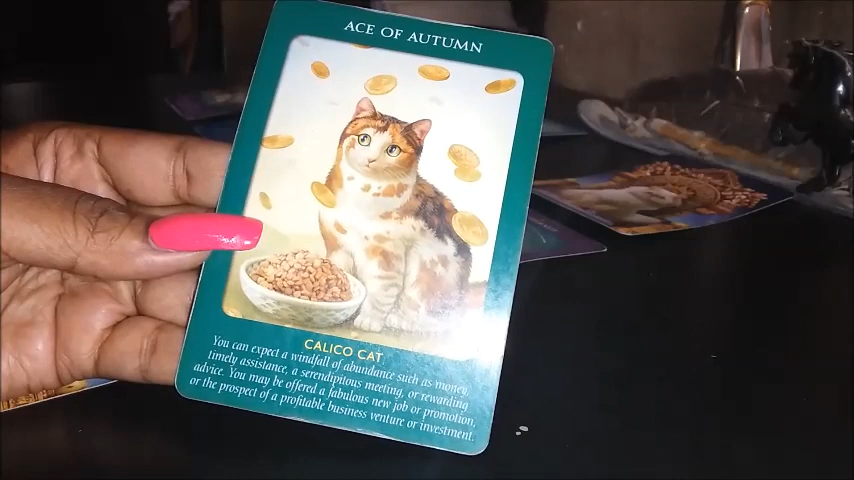 ACE OF AUTUMN
CALICO CAT
You can expect a windfall of abundance such as money,
timely assistance, a serendipitous meeting, or rewarding
advice. You may be offered a fabulous new job or promotion,
or the prospect of a profitable business venture or investment.